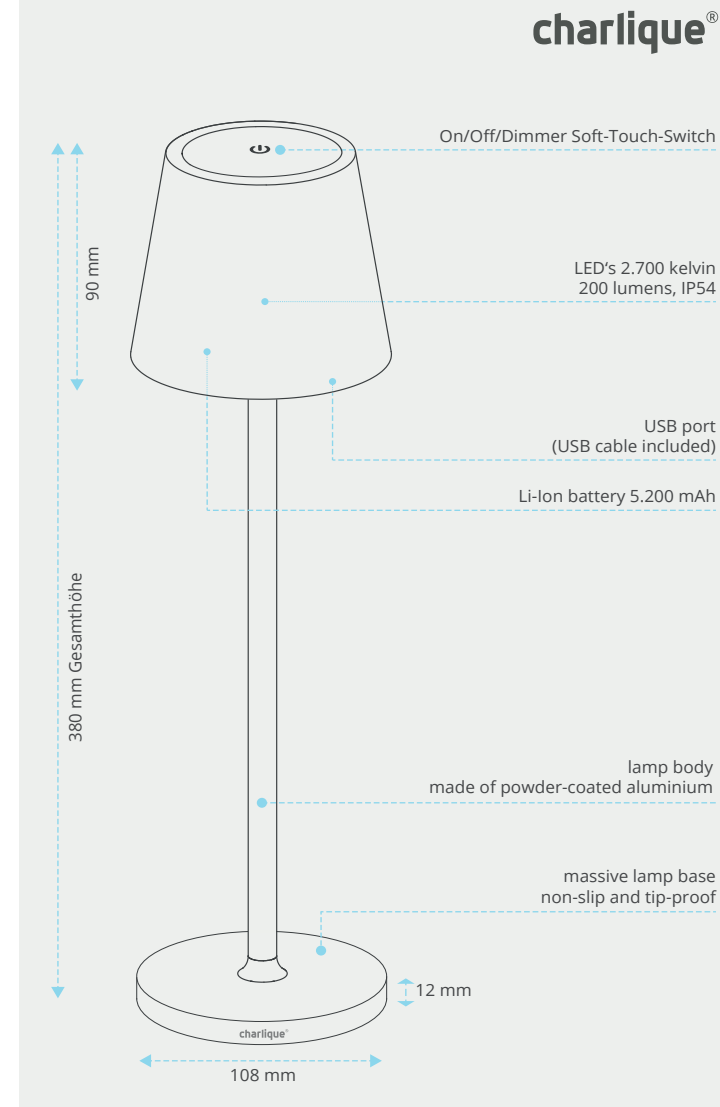 charlique®
On/Off/Dimmer Soft-Touch-Switch
90 mm
LED‘s 2.700 kelvin
200 lumens, IP54
USB port
(USB cable included)
Li-Ion battery 5.200 mAh
380 mm Gesamthöhe
lamp body
made of powder-coated aluminium
massive lamp base
non-slip and tip-proof
12 mm
charlique®
108 mm